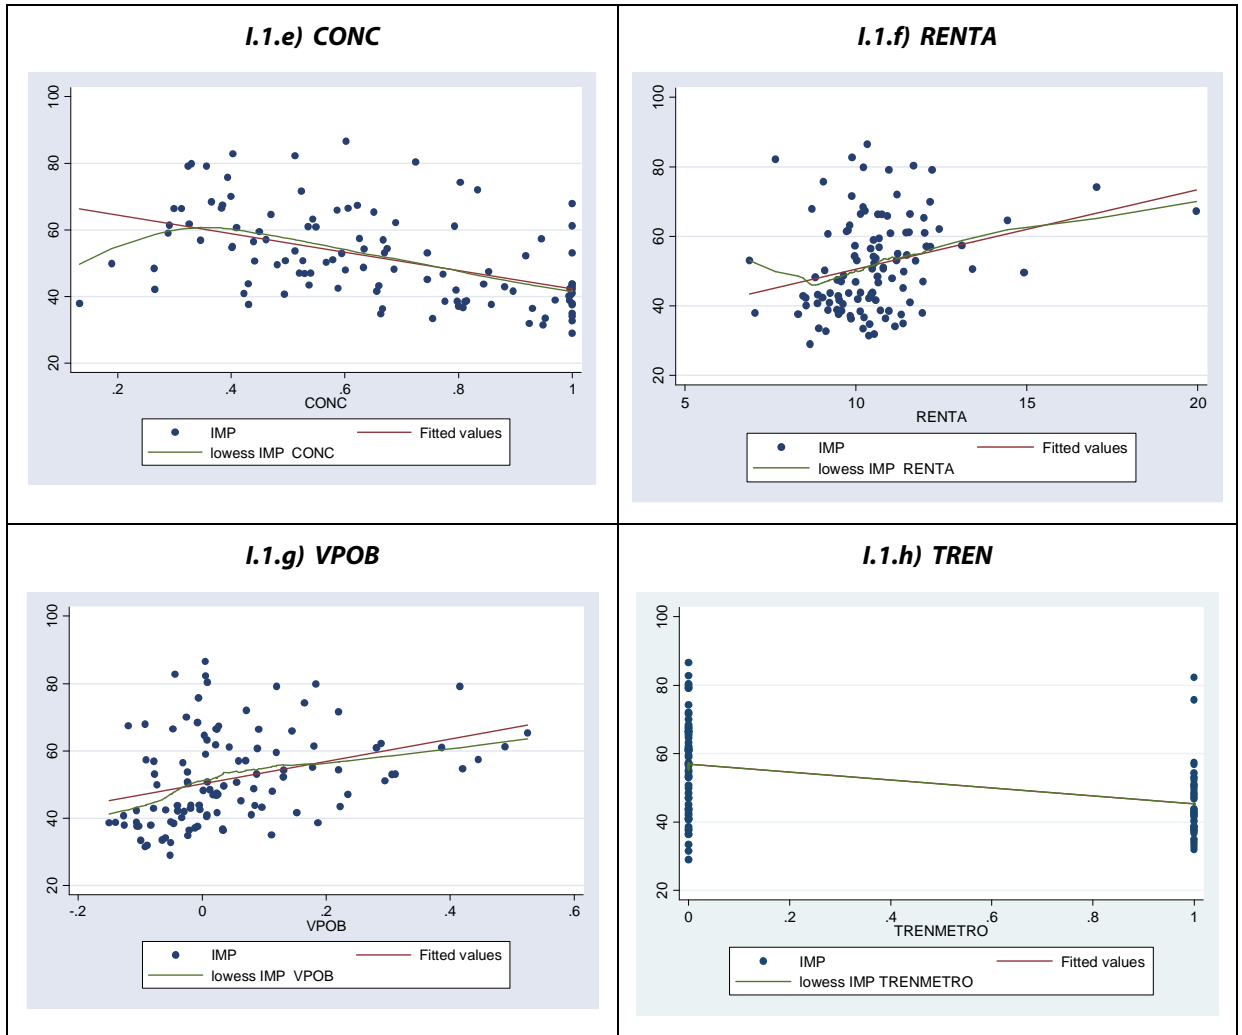 I.1.e) CONC
100
80
60
40
20
.2 .4 .6 .8 1
CONC
IMP Fitted values
lowess IMP CONC
I.1.f) RENTA
100
80
60
40
20
5 10 15 20
RENTA
IMP Fitted values
lowess IMP RENTA
I.1.g) VPOB
100
80
60
40
20
-.2 0 .2 .4 .6
VPOB
IMP Fitted values
lowess IMP VPOB
I.1.h) TREN
100
80
60
40
20
0 .2 .4 .6 .8 1
TRENMETRO
IMP Fitted values
lowess IMP TRENMETRO